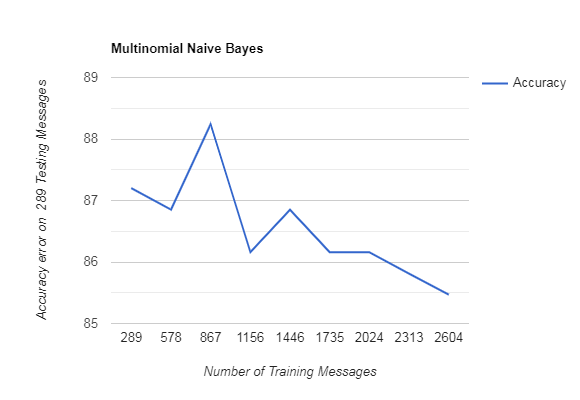 Multinomial Naive Bayes
89
88
87
86
85
Accuracy error on 289 Testing Messages
289 578 867 1156 1446 1735 2024 2313 2604
Number of Training Messages
Accuracy